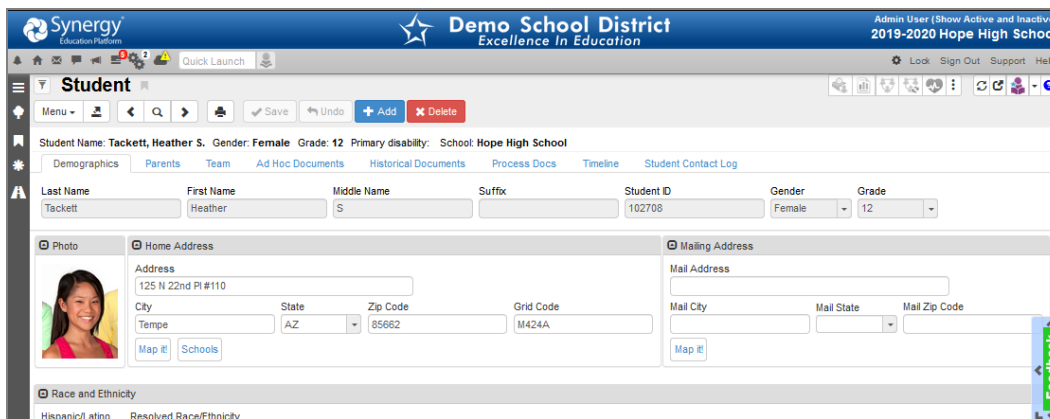 Synergy
Education Platform
Demo School District
Excellence In Education
Admin User (Show Active and Inactive
2019-2020 Hope High Schoo
5 2
Quick Launch
Lock Sign Out Support Hel
Student
Menu
Save Undo + Add Delete
Student Name: Tackett, Heather S. Gender: Female Grade: 12 Primary disability: School: Hope High School
Demographics Parents Team Ad Hoc Documents Historical Documents Process Docs Timeline Student Contact Log
Last Name First Name Middle Name Suffix Student ID Gender Grade
Tackett Heather S 102708 Female 12
Photo Home Address Mailing Address
Address Mail Address
125 N 22nd Pl #110
City State Zip Code Grid Code Mail City Mail State Mail Zip Code
Tempe AZ 85662 M424A
Map it! Schools Map it!
Race and Ethnicity
Hispanic/Latino Resolved Race/Ethnicity